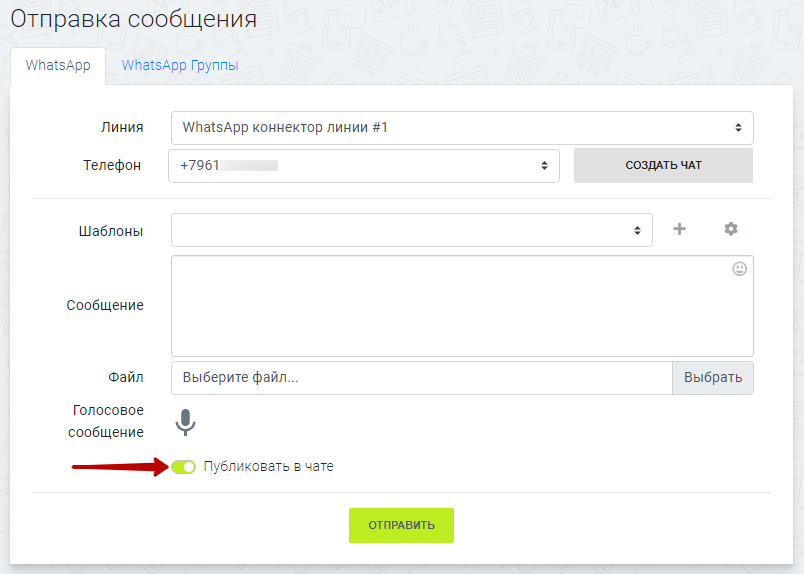 Отправка сообщения
WhatsApp
WhatsApp Группы
Линия
WhatsApp коннектор линии #1
Телефон
+7961
СОЗДАТЬ ЧАТ
Шаблоны
Сообщение
Файл
Выберите файл...
Выбрать
Голосовое
сообщение
Публиковать в чате
ОТПРАВИТЬ